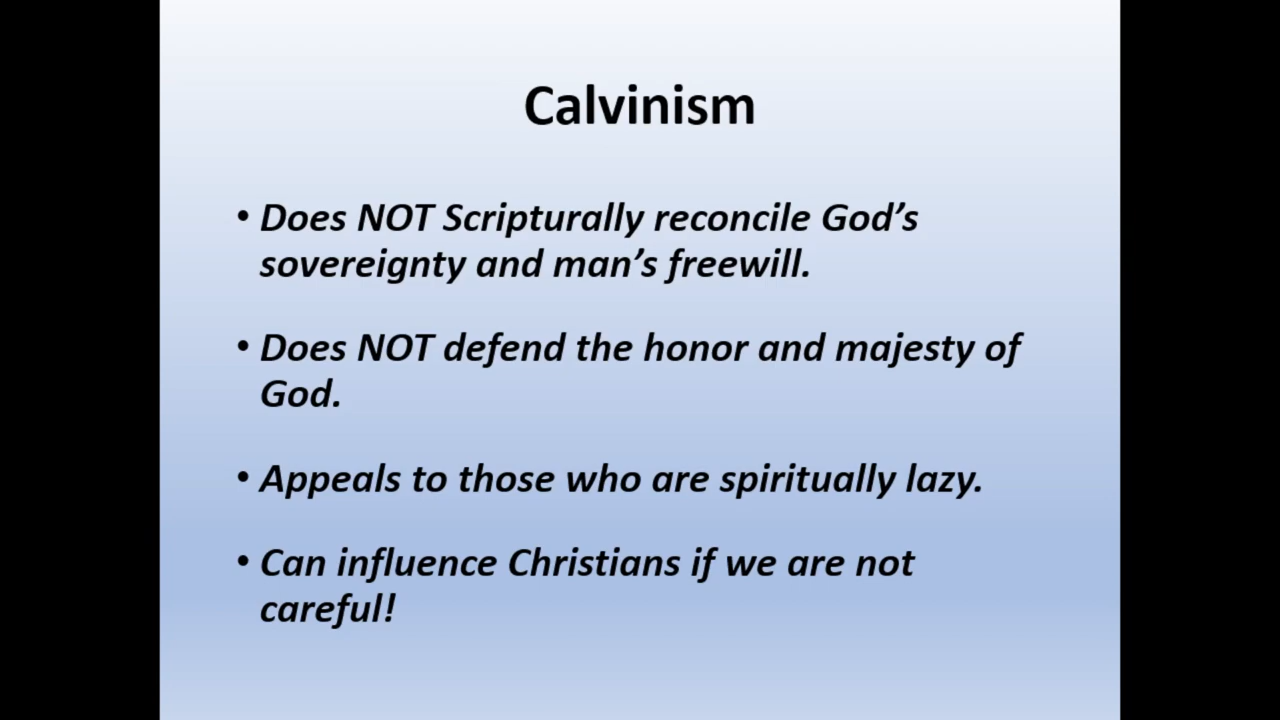 Calvinism
• Does NOT Scripturally reconcile God’s
sovereignty and man’s freewill.
• Does NOT defend the honor and majesty of
God.
• Appeals to those who are spiritually lazy.
• Can influence Christians if we are not
careful!